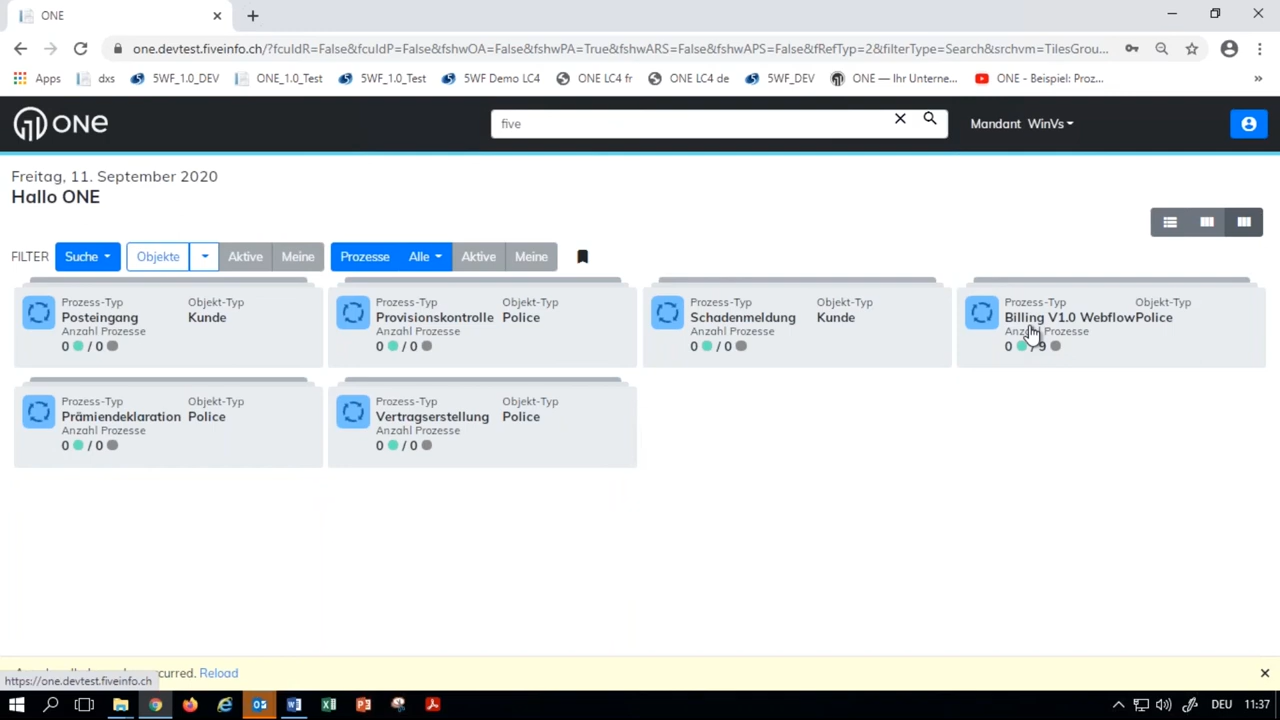 ONE
one.devtest.fiveinfo.ch/?fcuIdR=False&fcuIdP=False&fshwOA=False&fshwPA=True&fshwARS=False&fshwAPS=False&fRefTyp=2&filterType=Search&srchvm=TilesGrou...
Apps dxs 5WF_1.0_DEV ONE_1.0_Test 5WF_1.0_Test 5WF Demo LC4 ONE LC4 fr ONE LC4 de 5WF_DEV ONE — Ihr Unterne... ONE - Beispiel: Proz... »
ONE five Mandant WinVs
Freitag, 11. September 2020
Hallo ONE
FILTER Suche Objekte Aktive Meine Prozesse Alle Aktive Meine
Prozess-Typ Objekt-Typ Prozess-Typ Objekt-Typ Prozess-Typ Objekt-Typ Prozess-Typ Objekt-Typ
Posteingang Kunde Provisionskontrolle Police Schadenmeldung Kunde Billing V1.0 WebflowPolice
Anzahl Prozesse Anzahl Prozesse Anzahl Prozesse Prozesse
0 / 0 0 / 0 0 / 0 0 / 9
Prozess-Typ Objekt-Typ Prozess-Typ Objekt-Typ
Prämiendeklaration Police Vertragserstellung Police
Anzahl Prozesse Anzahl Prozesse
0 / 0 0 / 0
Reload
https://one.devtest.fiveinfo.ch
DEU 11:37